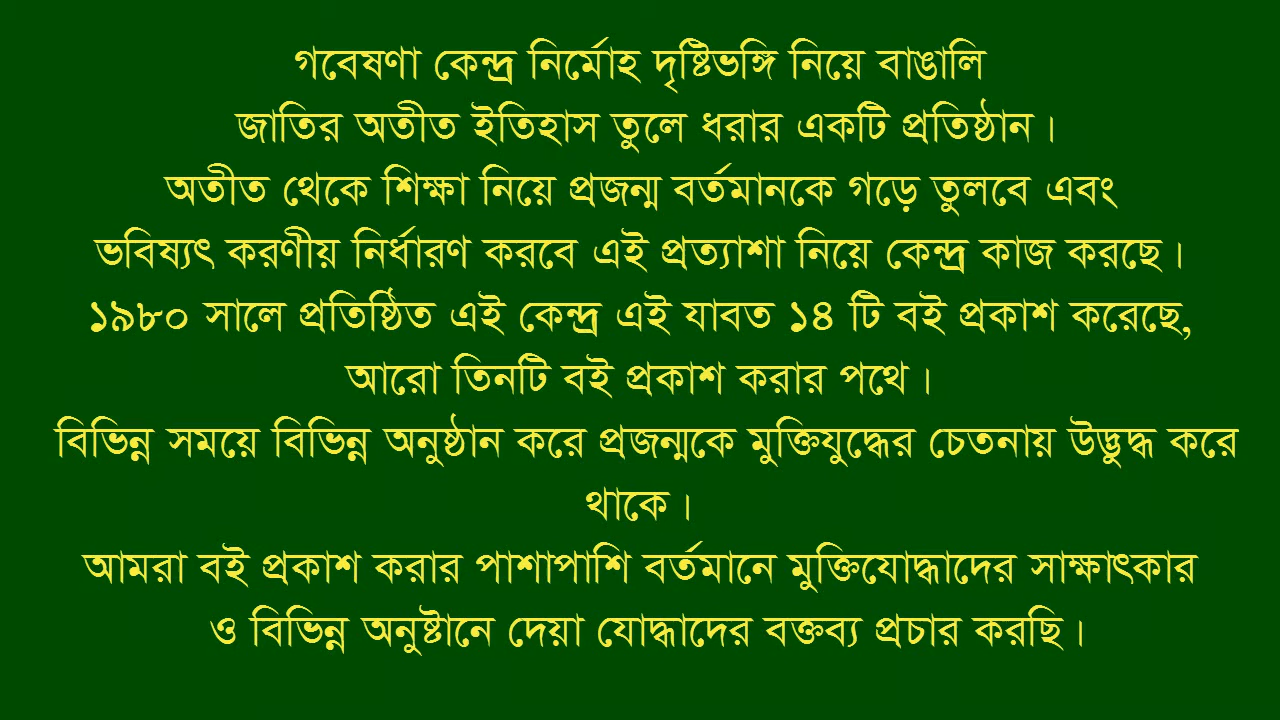 গবেষণা কেন্দ্র নির্মোহ দৃষ্টিভঙ্গি নিয়ে বাঙালি
জাতির অতীত ইতিহাস তুলে ধরার একটি প্রতিষ্ঠান।
অতীত থেকে শিক্ষা নিয়ে প্রজন্ম বর্তমানকে গড়ে তুলবে এবং
ভবিষ্যৎ করণীয় নির্ধারণ করবে এই প্রত্যাশা নিয়ে কেন্দ্র কাজ করছে।
১৯৮০ সালে প্রতিষ্ঠিত এই কেন্দ্র এই যাবত ১৪ টি বই প্রকাশ করেছে,
আরো তিনটি বই প্রকাশ করার পথে।
বিভিন্ন সময়ে বিভিন্ন অনুষ্ঠান করে প্রজন্মকে মুক্তিযুদ্ধের চেতনায় উদ্ভুদ্ধ করে
থাকে।
আমরা বই প্রকাশ করার পাশাপাশি বর্তমানে মুক্তিযোদ্ধাদের সাক্ষাৎকার
ও বিভিন্ন অনুষ্টানে দেয়া যোদ্ধাদের বক্তব্য প্রচার করছি।